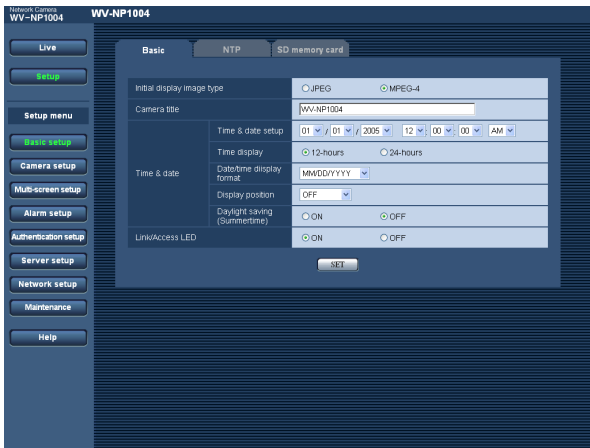 Network Camera
WV-NP1004
WV-NP1004
Live
Setup
Setup menu
Basic setup
Camera setup
Multi-screen setup
Alarm setup
Authentication setup
Server setup
Network setup
Maintenance
Help
Basic NTP SD memory card
Initial display image type JPEG MPEG-4
Camera title WV-NP1004
Time & date
Time & date setup 01 / 01 / 2005 12 : 00 : 00 AM
Time display 12-hours 24-hours
Date/time diisplay
format MM/DD/YYYY
Display position OFF
Daylight saving
(Summertime) ON OFF
Link/Access LED ON OFF
SET